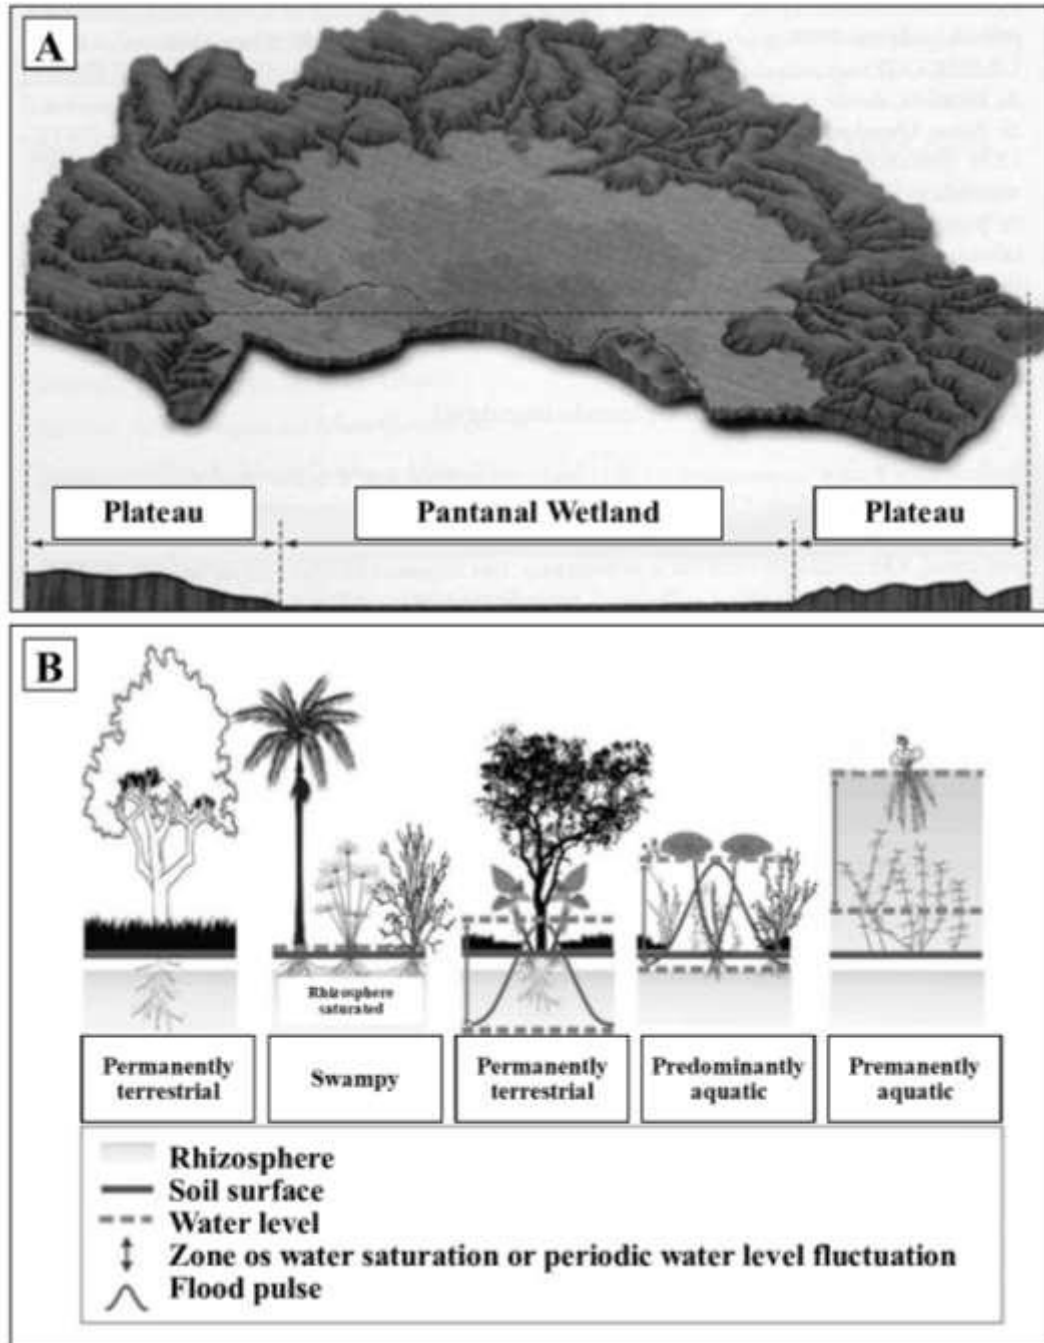 A
Plateau
Pantanal Wetland
Plateau
B
Rhizosphere
saturated
Permanently
terrestrial
Swampy
Permanently
terrestrial
Predominantly
aquatic
Premanently
aquatic
Rhizosphere
Soil surface
Water level
Zone os water saturation or periodic water level fluctuation
Flood pulse